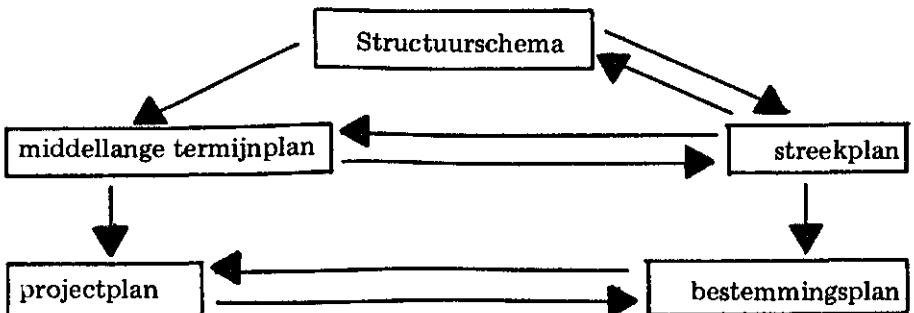 Structuurschema
middellange termijnplan
streekplan
projectplan
bestemmingsplan